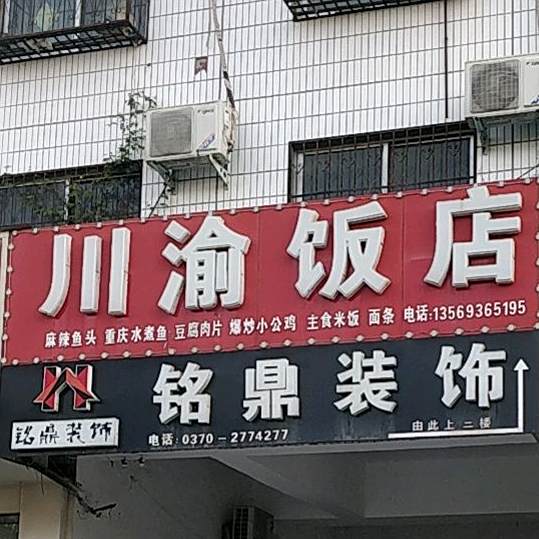 川渝饭店
麻辣鱼头 重庆水煮鱼 豆腐肉片 爆炒小公鸡 主食米饭 面条 电话:13569365195
铭鼎装饰
铭鼎装饰
电话:0370-2774277
由此上二楼